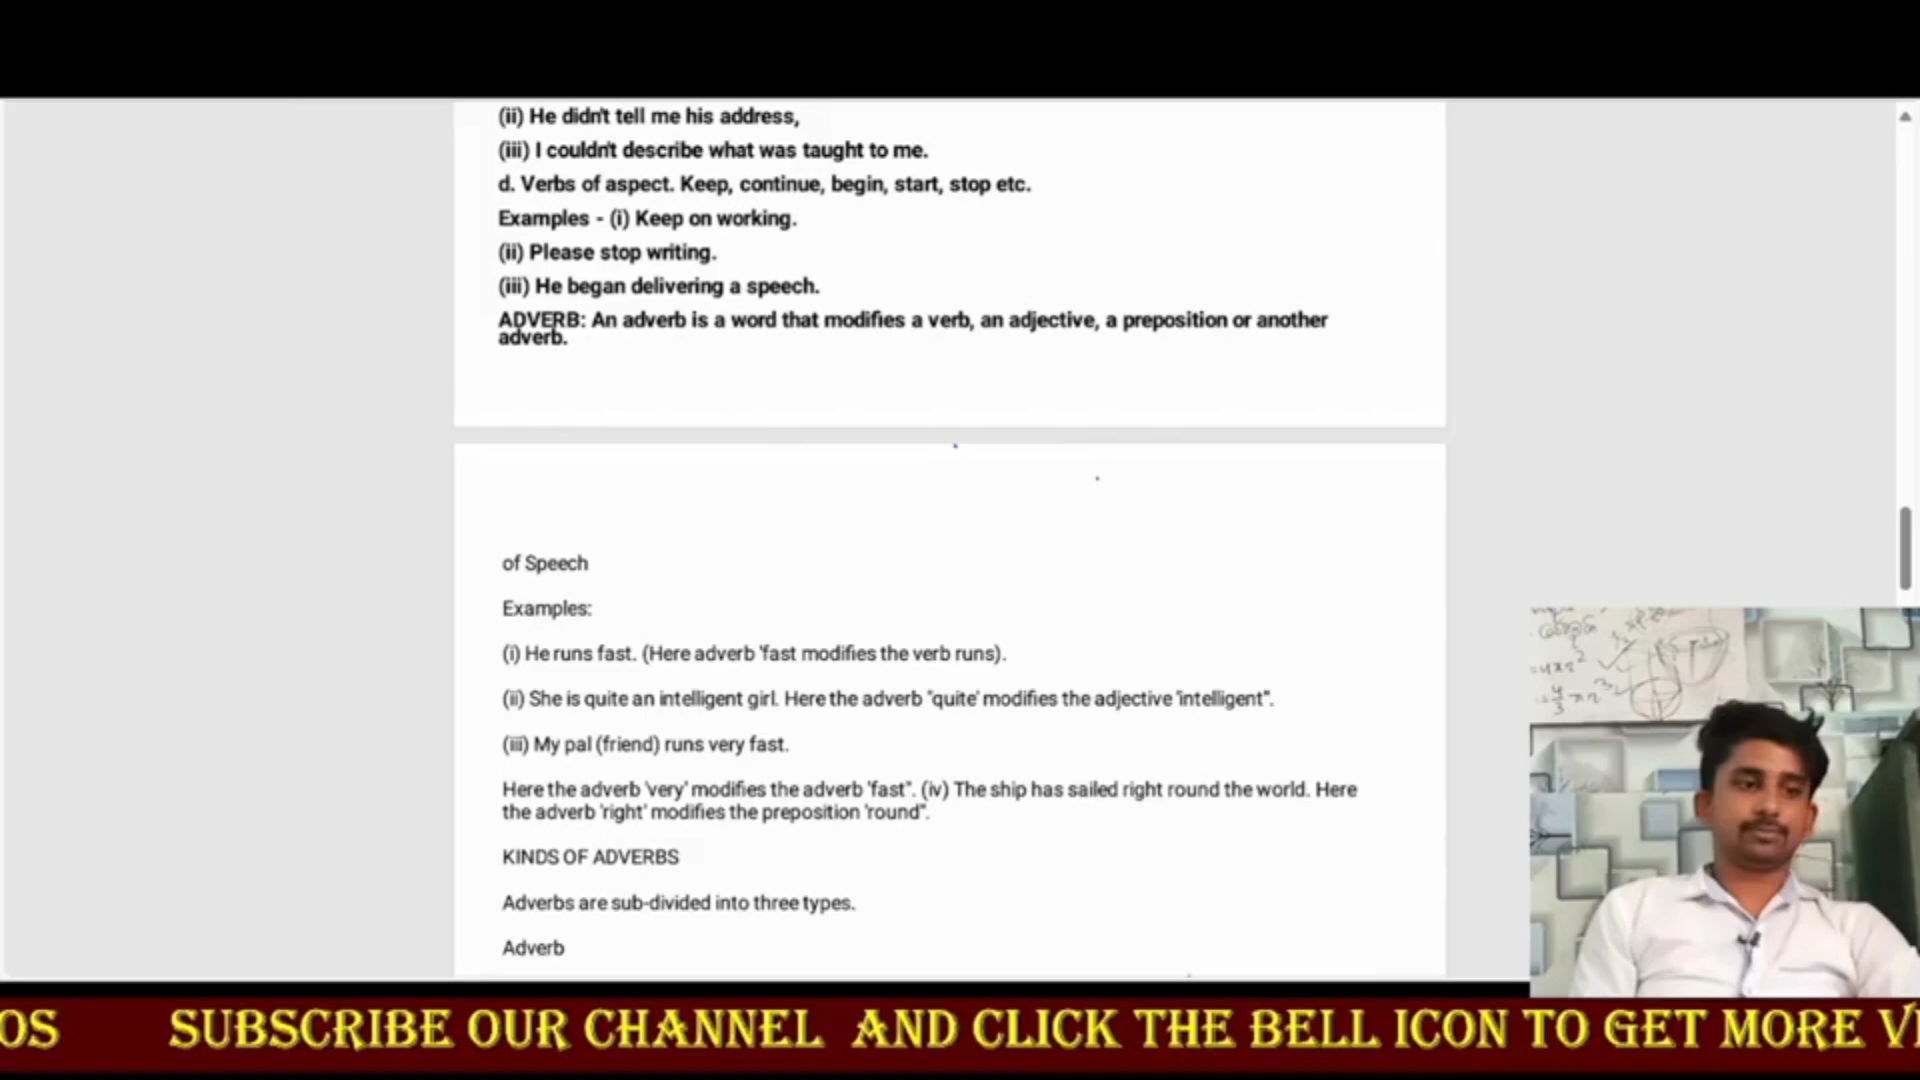 (ii) He didn't tell me his address,
(iii) I couldn't describe what was taught to me.
d. Verbs of aspect. Keep, continue, begin, start, stop etc.
Examples - (i) Keep on working.
(ii) Please stop writing.
(iii) He began delivering a speech.
ADVERB: An adverb is a word that modifies a verb, an adjective, a preposition or another
adverb.
of Speech
Examples:
(i) He runs fast. (Here adverb 'fast modifies the verb runs).
(ii) She is quite an intelligent girl. Here the adverb "quite' modifies the adjective 'intelligent".
(iii) My pal (friend) runs very fast.
Here the adverb 'very' modifies the adverb 'fast". (iv) The ship has sailed right round the world. Here
the adverb 'right' modifies the preposition 'round".
KINDS OF ADVERBS
Adverbs are sub-divided into three types.
Adverb
OS SUBSCRIBE OUR CHANNEL AND CLICK THE BELL ICON TO GET MORE VI